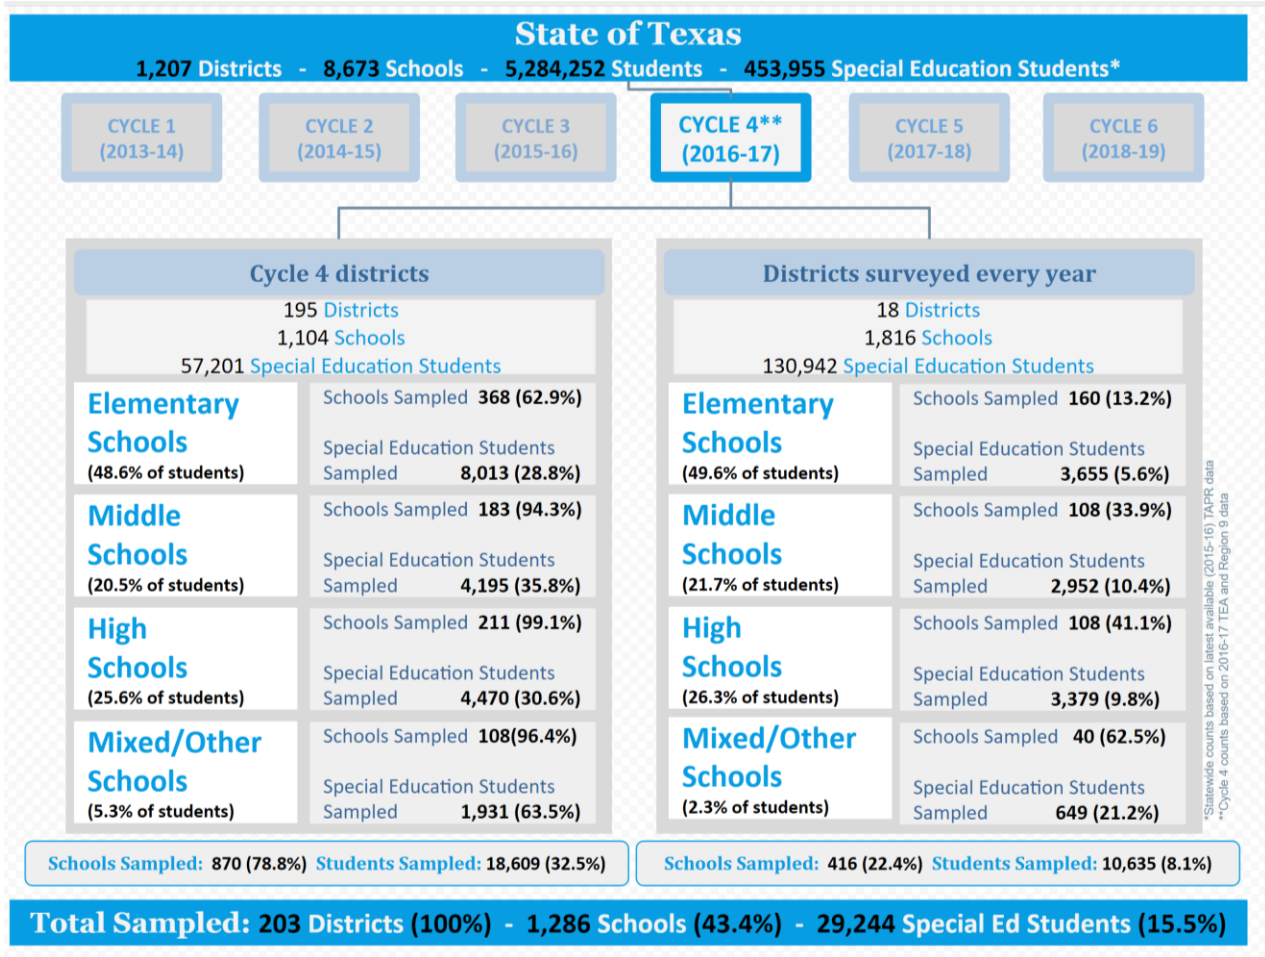 State of Texas
1,207 Districts - 8,673 Schools - 5,284,252 Students - 453,955 Special Education Students*
CYCLE 1
(2013-14)
CYCLE 2
(2014-15)
CYCLE 3
(2015-16)
CYCLE 4**
(2016-17)
CYCLE 5
(2017-18)
CYCLE 6
(2018-19)
Cycle 4 districts
195 Districts
1,104 Schools
57,201 Special Education Students
Elementary
Schools
(48.6% of students)
Schools Sampled 368 (62.9%)
Special Education Students
Sampled 8,013 (28.8%)
Middle
Schools
(20.5% of students)
Schools Sampled 183 (94.3%)
Special Education Students
Sampled 4,195 (35.8%)
High
Schools
(25.6% of students)
Schools Sampled 211 (99.1%)
Special Education Students
Sampled 4,470 (30.6%)
Mixed/Other
Schools
(5.3% of students)
Schools Sampled 108(96.4%)
Special Education Students
Sampled 1,931 (63.5%)
Schools Sampled: 870 (78.8%) Students Sampled: 18,609 (32.5%)
Districts surveyed every year
18 Districts
1,816 Schools
130,942 Special Education Students
Elementary
Schools
(49.6% of students)
Schools Sampled 160 (13.2%)
Special Education Students
Sampled 3,655 (5.6%)
Middle
Schools
(21.7% of students)
Schools Sampled 108 (33.9%)
Special Education Students
Sampled 2,952 (10.4%)
High
Schools
(26.3% of students)
Schools Sampled 108 (41.1%)
Special Education Students
Sampled 3,379 (9.8%)
Mixed/Other
Schools
(2.3% of students)
Schools Sampled 40 (62.5%)
Special Education Students
Sampled 649 (21.2%)
Schools Sampled: 416 (22.4%) Students Sampled: 10,635 (8.1%)
*Statewide counts based on latest available (2015-16) TAPR data
**Cycle 4 counts based on 2016-17 TEA and Region 9 data
Total Sampled: 203 Districts (100%) - 1,286 Schools (43.4%) - 29,244 Special Ed Students (15.5%)